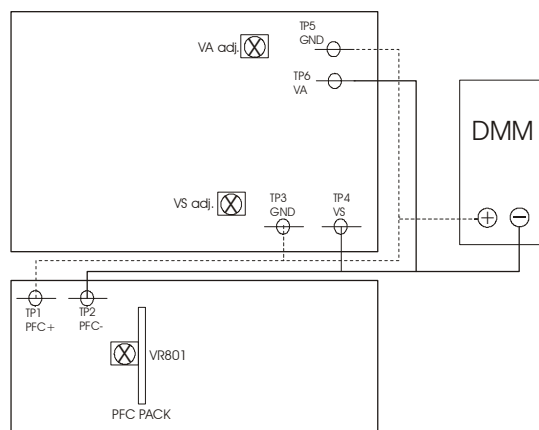 VA adj.
TP5
GND
TP6
VA
DMM
VS adj.
TP3
GND
TP4
VS
+
−
TP1
PFC+
TP2
PFC-
VR801
PFC PACK